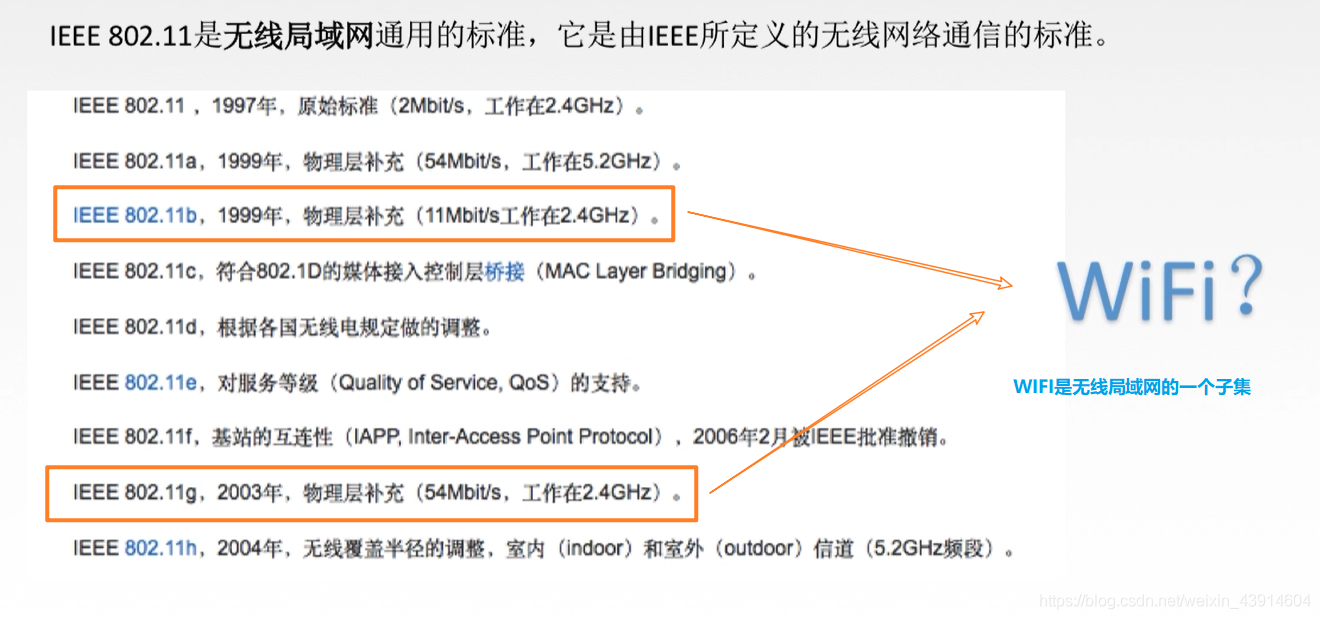 IEEE 802.11是无线局域网通用的标准，它是由IEEE所定义的无线网络通信的标准。
IEEE 802.11 ，1997年，原始标准（2Mbit/s，工作在2.4GHz）。
IEEE 802.11a，1999年，物理层补充（54Mbit/s，工作在5.2GHz）。
IEEE 802.11b，1999年，物理层补充（11Mbit/s工作在2.4GHz）。
IEEE 802.11c，符合802.1D的媒体接入控制层桥接（MAC Layer Bridging）。
WiFi？
IEEE 802.11d，根据各国无线电规定做的调整。
IEEE 802.11e，对服务等级（Quality of Service, QoS）的支持。
WIFI是无线局域网的一个子集
IEEE 802.11f，基站的互连性（IAPP, Inter-Access Point Protocol），2006年2月被IEEE批准撤销。
IEEE 802.11g，2003年，物理层补充（54Mbit/s，工作在2.4GHz）。
IEEE 802.11h，2004年，无线覆盖半径的调整，室内（indoor）和室外（outdoor）信道（5.2GHz频段）。
https://blog.csdn.net/weixin_43914604